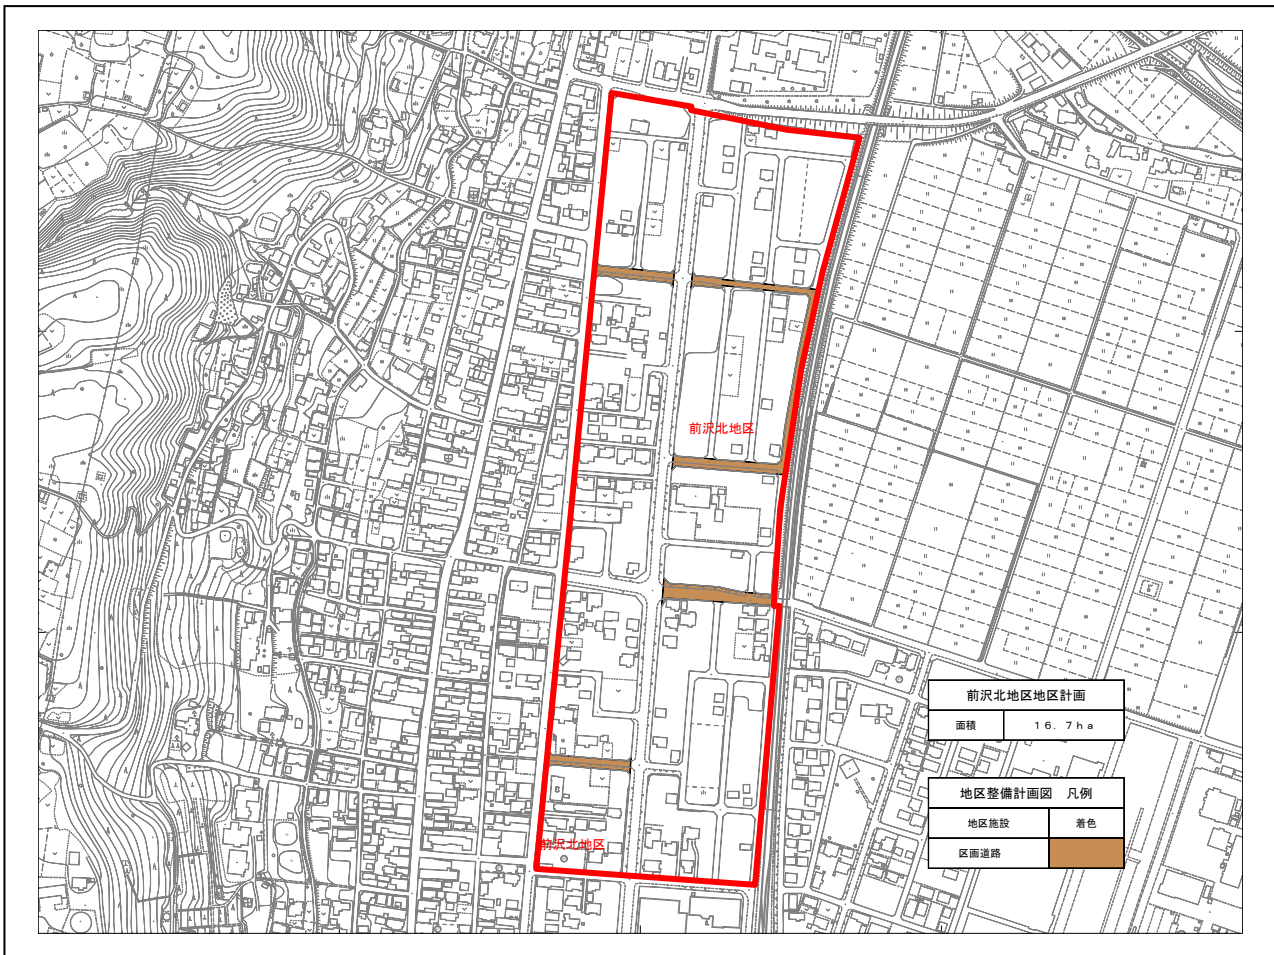 前沢北地区
前沢北地区
前沢北地区地区計画
面積 16.7ha
地区整備計画図 凡例
地区施設 着色
区画道路